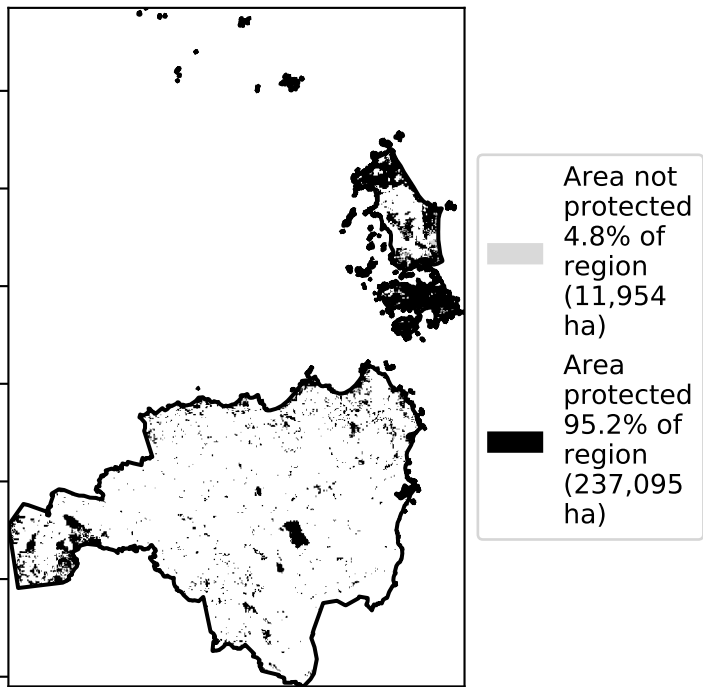 Area not
protected
4.8% of
region
(11,954
ha)
Area
protected
95.2% of
region
(237,095
ha)